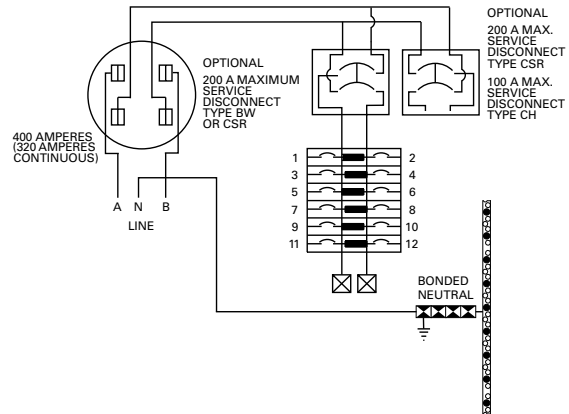 OPTIONAL
200 A MAX.
SERVICE
DISCONNECT
TYPE CSR
100 A MAX.
SERVICE
DISCONNECT
TYPE CH
OPTIONAL
200 A MAXIMUM
SERVICE
DISCONNECT
TYPE BW
OR CSR
400 AMPERES
(320 AMPERES
CONTINUOUS)
A N B
LINE
1 2
3 4
5 6
7 8
9 10
11 12
BONDED
NEUTRAL